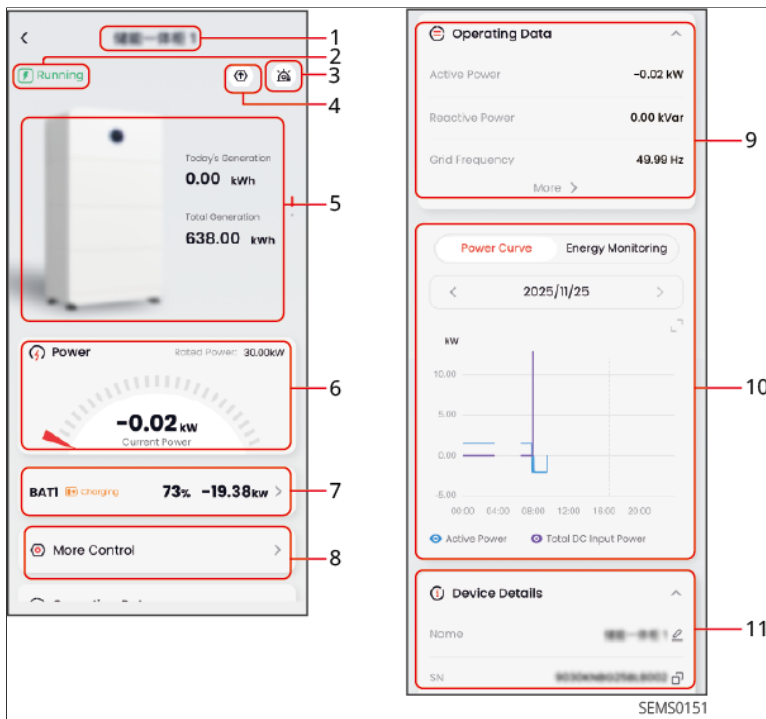 1
2
Running
3
4
Today's Generation
0.00 kWh
Total Generation
638.00 kWh
5
Power
Rated Power: 30.00kW
-0.02 kW
Current Power
6
BAT1 Charging 73% -19.38kw
7
More Control
8
Operating Data
Active Power -0.02 kW
Reactive Power 0.00 kVar
Grid Frequency 49.99 Hz
More
9
Power Curve Energy Monitoring
2025/11/25
kW
10.00
5.00
0.00
-5.00
00:00 04:00 08:00 12:00 16:00 20:00
Active Power Total DC Input Power
10
Device Details
Name
SN
11
SEMS0151